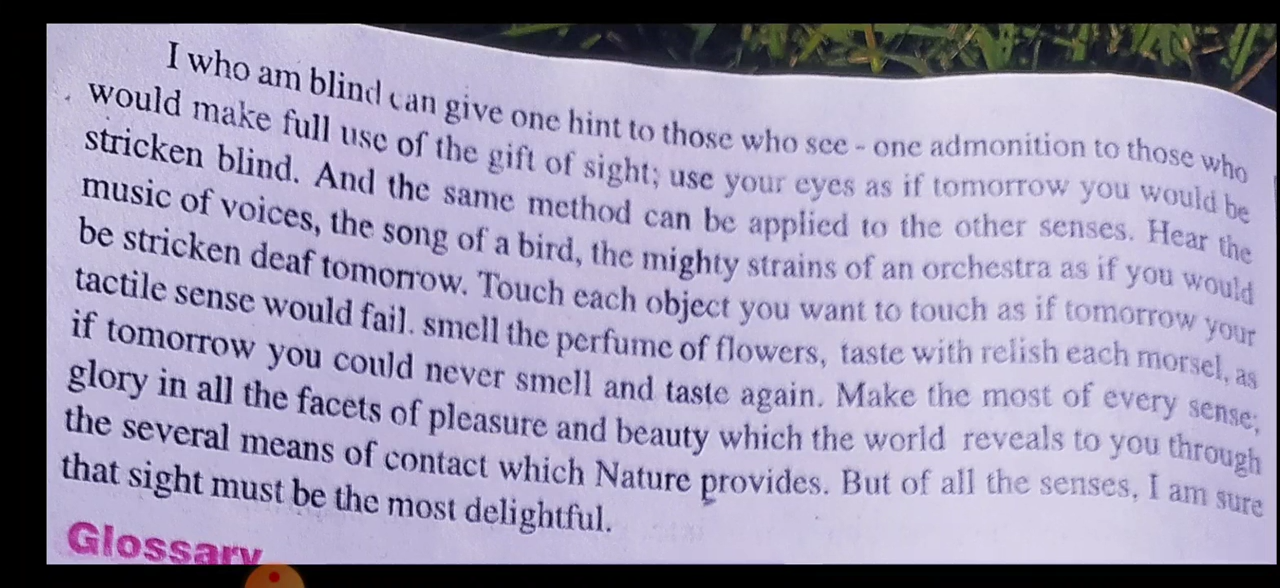 I who am blind can give one hint to those who see - one admonition to those who
would make full use of the gift of sight; use your eyes as if tomorrow you would be
stricken blind. And the same method can be applied to the other senses. Hear the
music of voices, the song of a bird, the mighty strains of an orchestra as if you would
be stricken deaf tomorrow. Touch each object you want to touch as if tomorrow your
tactile sense would fail. smell the perfume of flowers, taste with relish each morsel, as
if tomorrow you could never smell and taste again. Make the most of every sense;
glory in all the facets of pleasure and beauty which the world reveals to you through
the several means of contact which Nature provides. But of all the senses, I am sure
that sight must be the most delightful.
Glossary